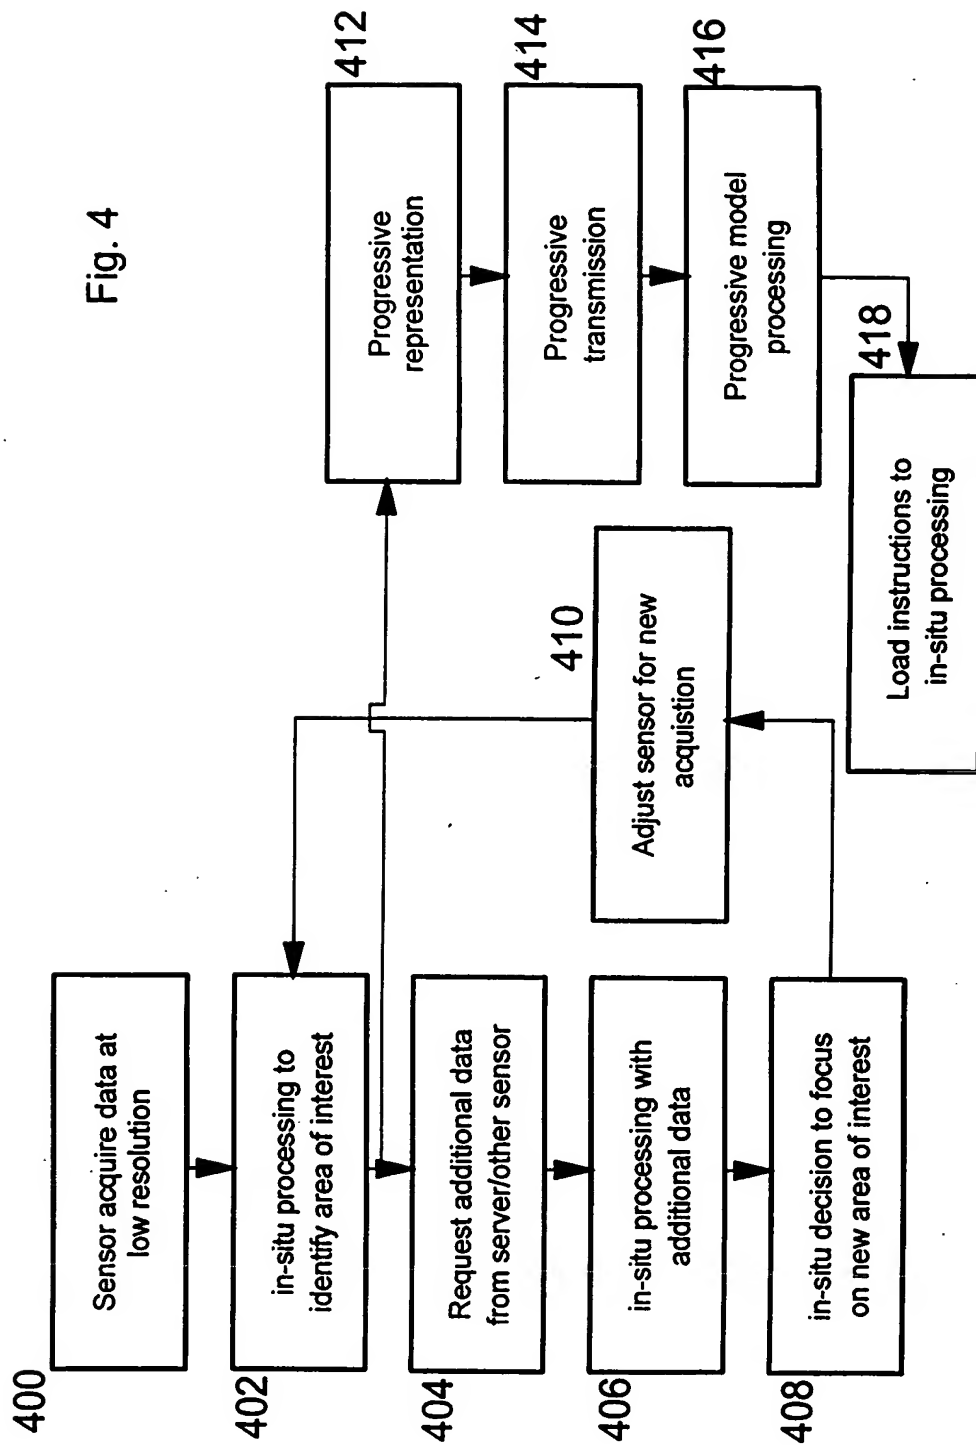 Fig. 4
400
Sensor acquire data at
low resolution
402
in-situ processing to
identify area of interest
404
Request additional data
from server/other sensor
406
in-situ processing with
additional data
408
in-situ decision to focus
on new area of interest
410
Adjust sensor for new
acquistion
412
Progressive
representation
414
Progressive
transmission
416
Progressive model
processing
418
Load instructions to
in-situ processing